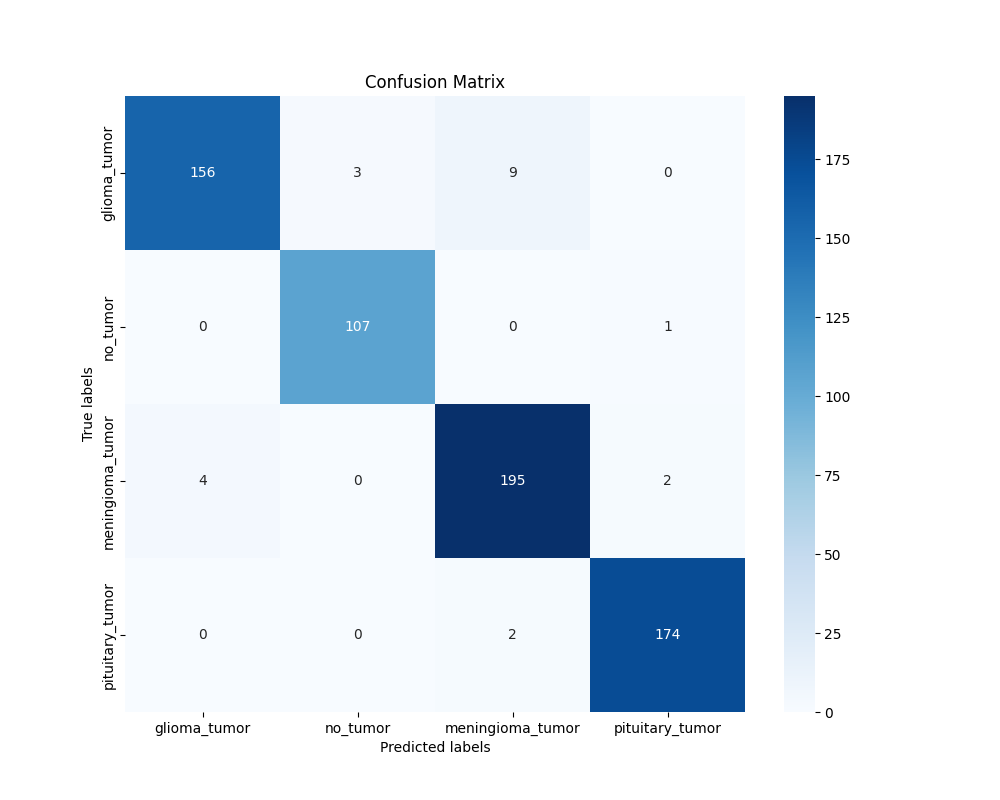 Confusion Matrix
glioma_tumor
156 3 9 0
no_tumor
0 107 0 1
meningioma_tumor
4 0 195 2
pituitary_tumor
0 0 2 174
True labels
glioma_tumor no_tumor meningioma_tumor pituitary_tumor
Predicted labels
175
150
125
100
75
50
25
0